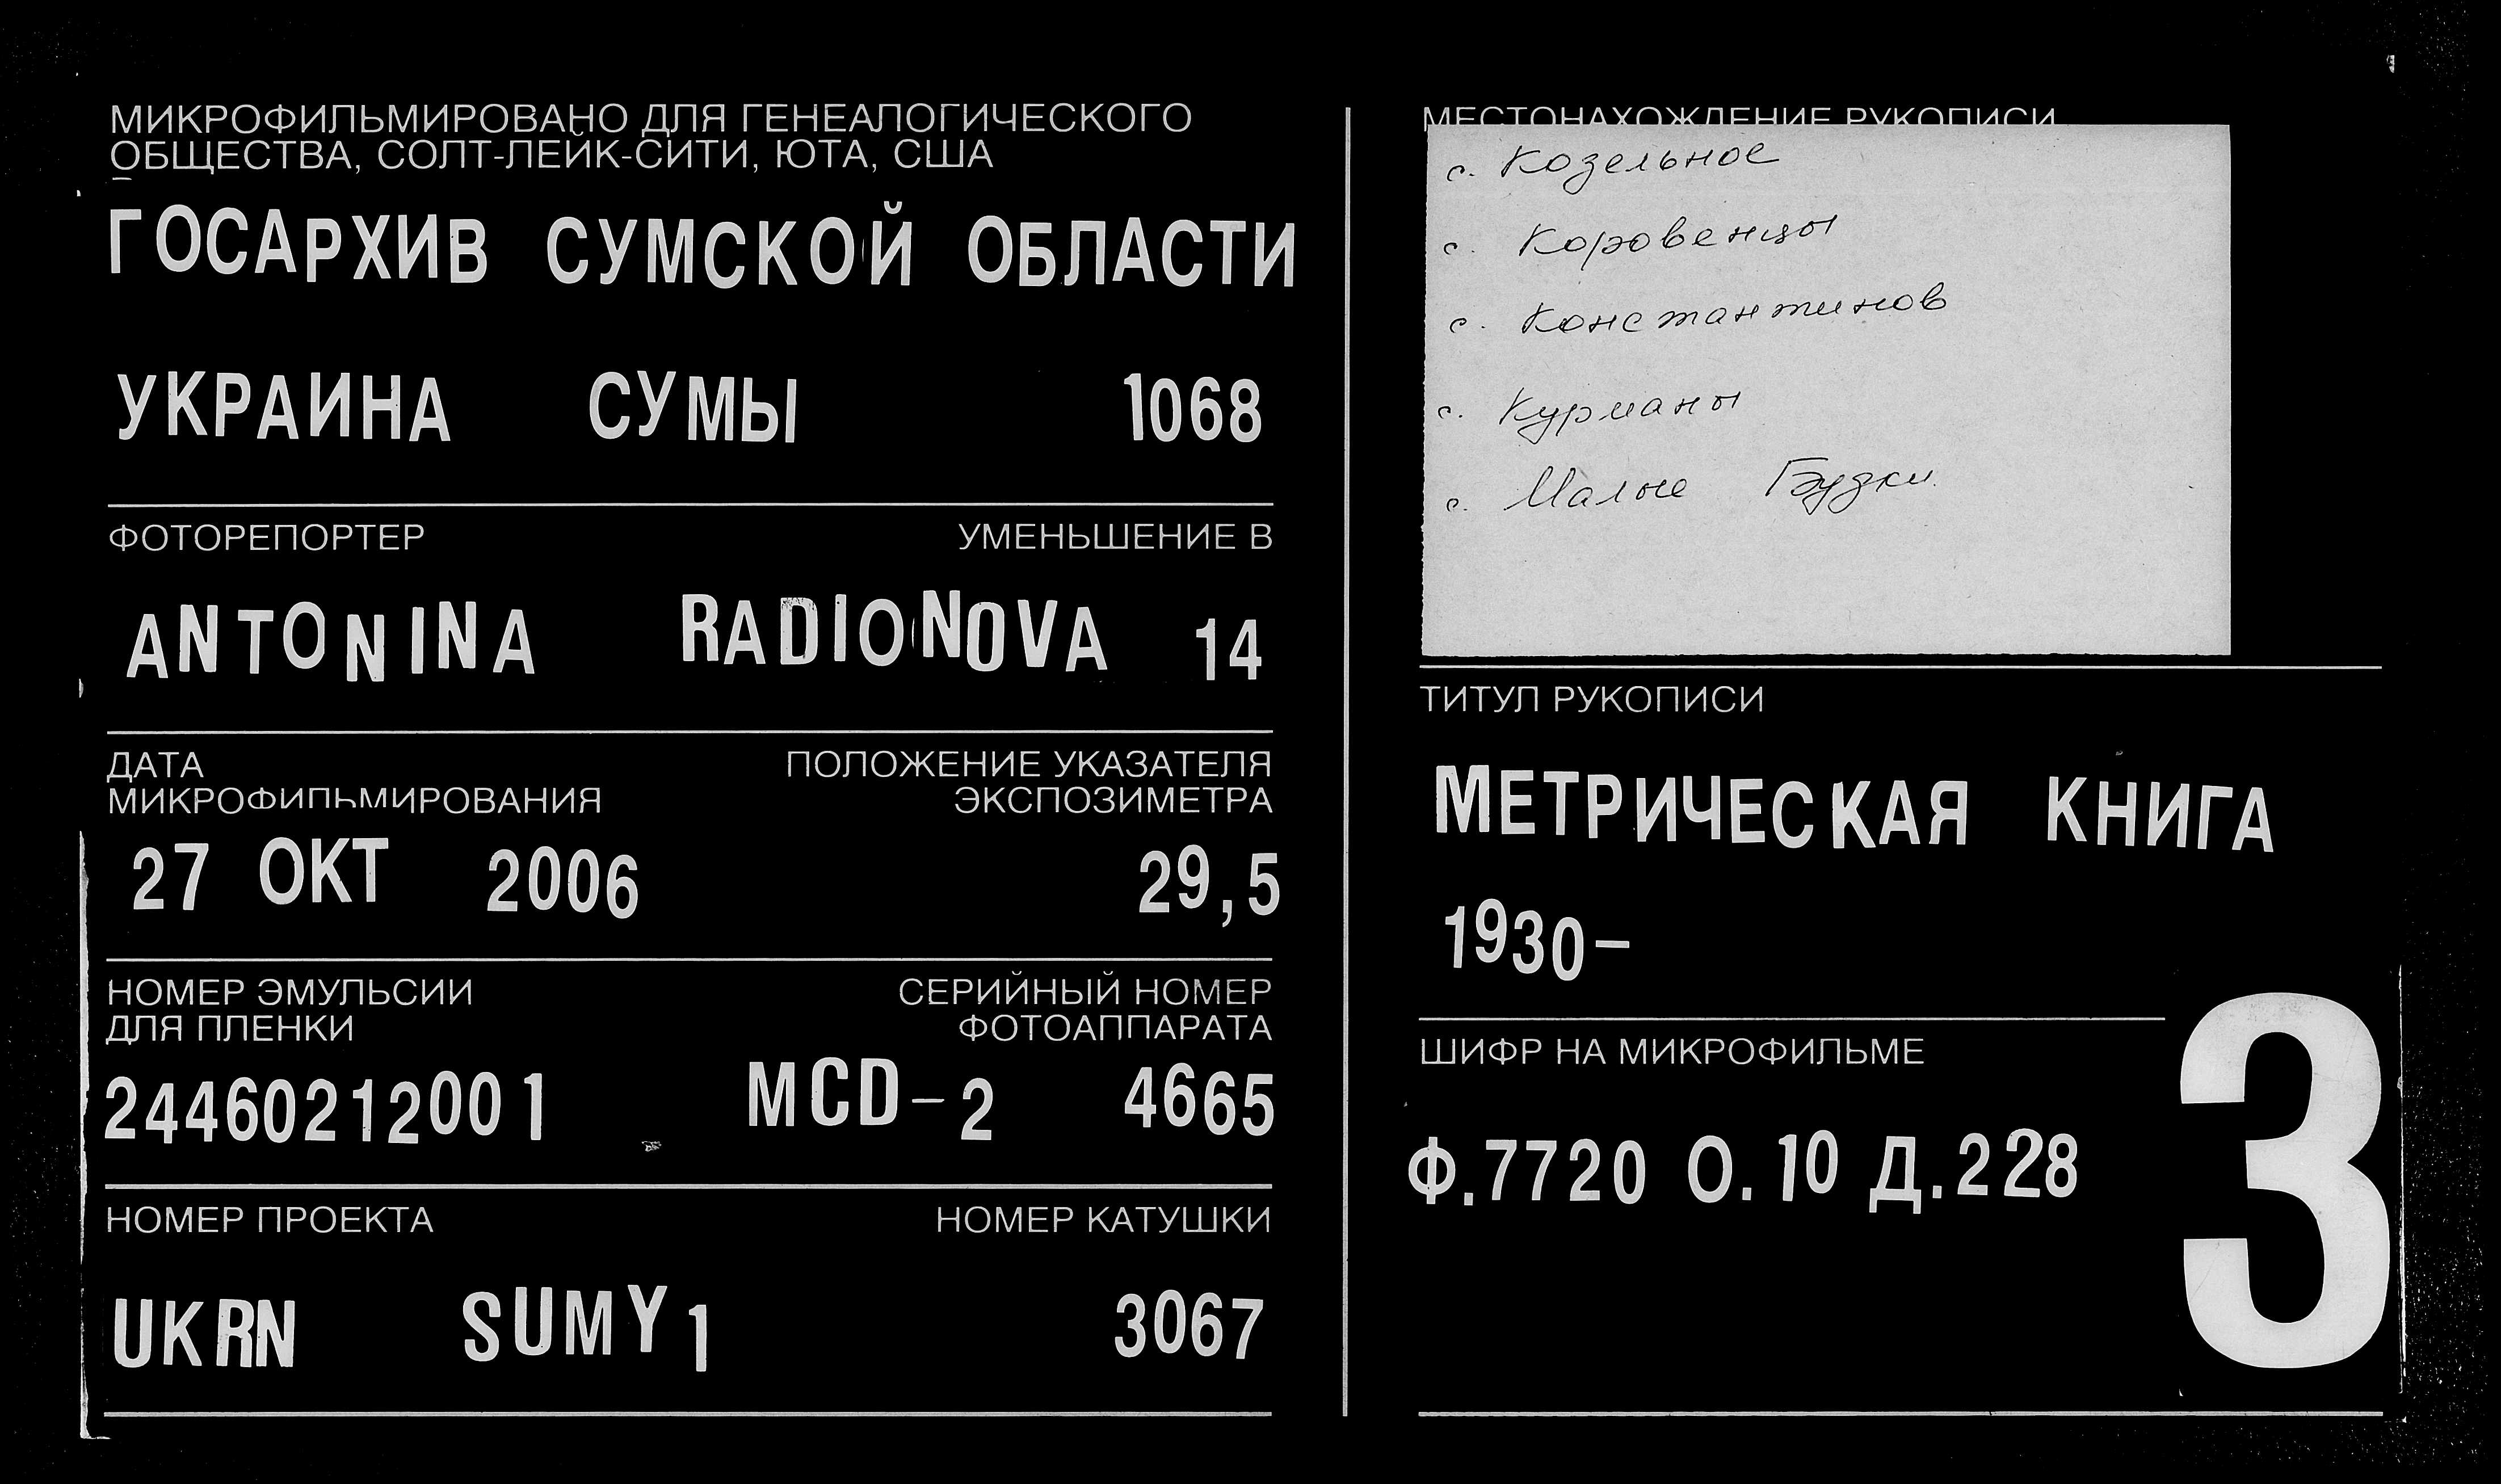 МИКРОФИЛЬМИРОВАНО ДЛЯ ГЕНЕАЛОГИЧЕСКОГО
ОБЩЕСТВА, СОЛТ-ЛЕЙК-СИТИ, ЮТА, США
ГОСАРХИВ СУМСКОЙ ОБЛАСТИ
УКРАИНА СУМЫ 1068
ФОТОРЕПОРТЕР УМЕНЬШЕНИЕ В
ANTONINA RADIONOVA 14
ДАТА ПОЛОЖЕНИЕ УКАЗАТЕЛЯ
МИКРОФИЛЬМИРОВАНИЯ ЭКСПОЗИМЕТРА
27 ОКТ 2006 29,5
НОМЕР ЭМУЛЬСИИ СЕРИЙНЫЙ НОМЕР
ДЛЯ ПЛЕНКИ ФОТОАППАРАТА
24460212001 MCD-2 4665
НОМЕР ПРОЕКТА НОМЕР КАТУШКИ
UKRN SUMY1 3067
МЕСТОНАХОЖДЕНИЕ РУКОПИСИ
с. Козельное
с. Коровенцы
с. Константинов
с. Курманы
с. Малые
ТИТУЛ РУКОПИСИ
МЕТРИЧЕСКАЯ КНИГА
1930-
ШИФР НА МИКРОФИЛЬМЕ
Ф.7720 О.10 Д.228
3